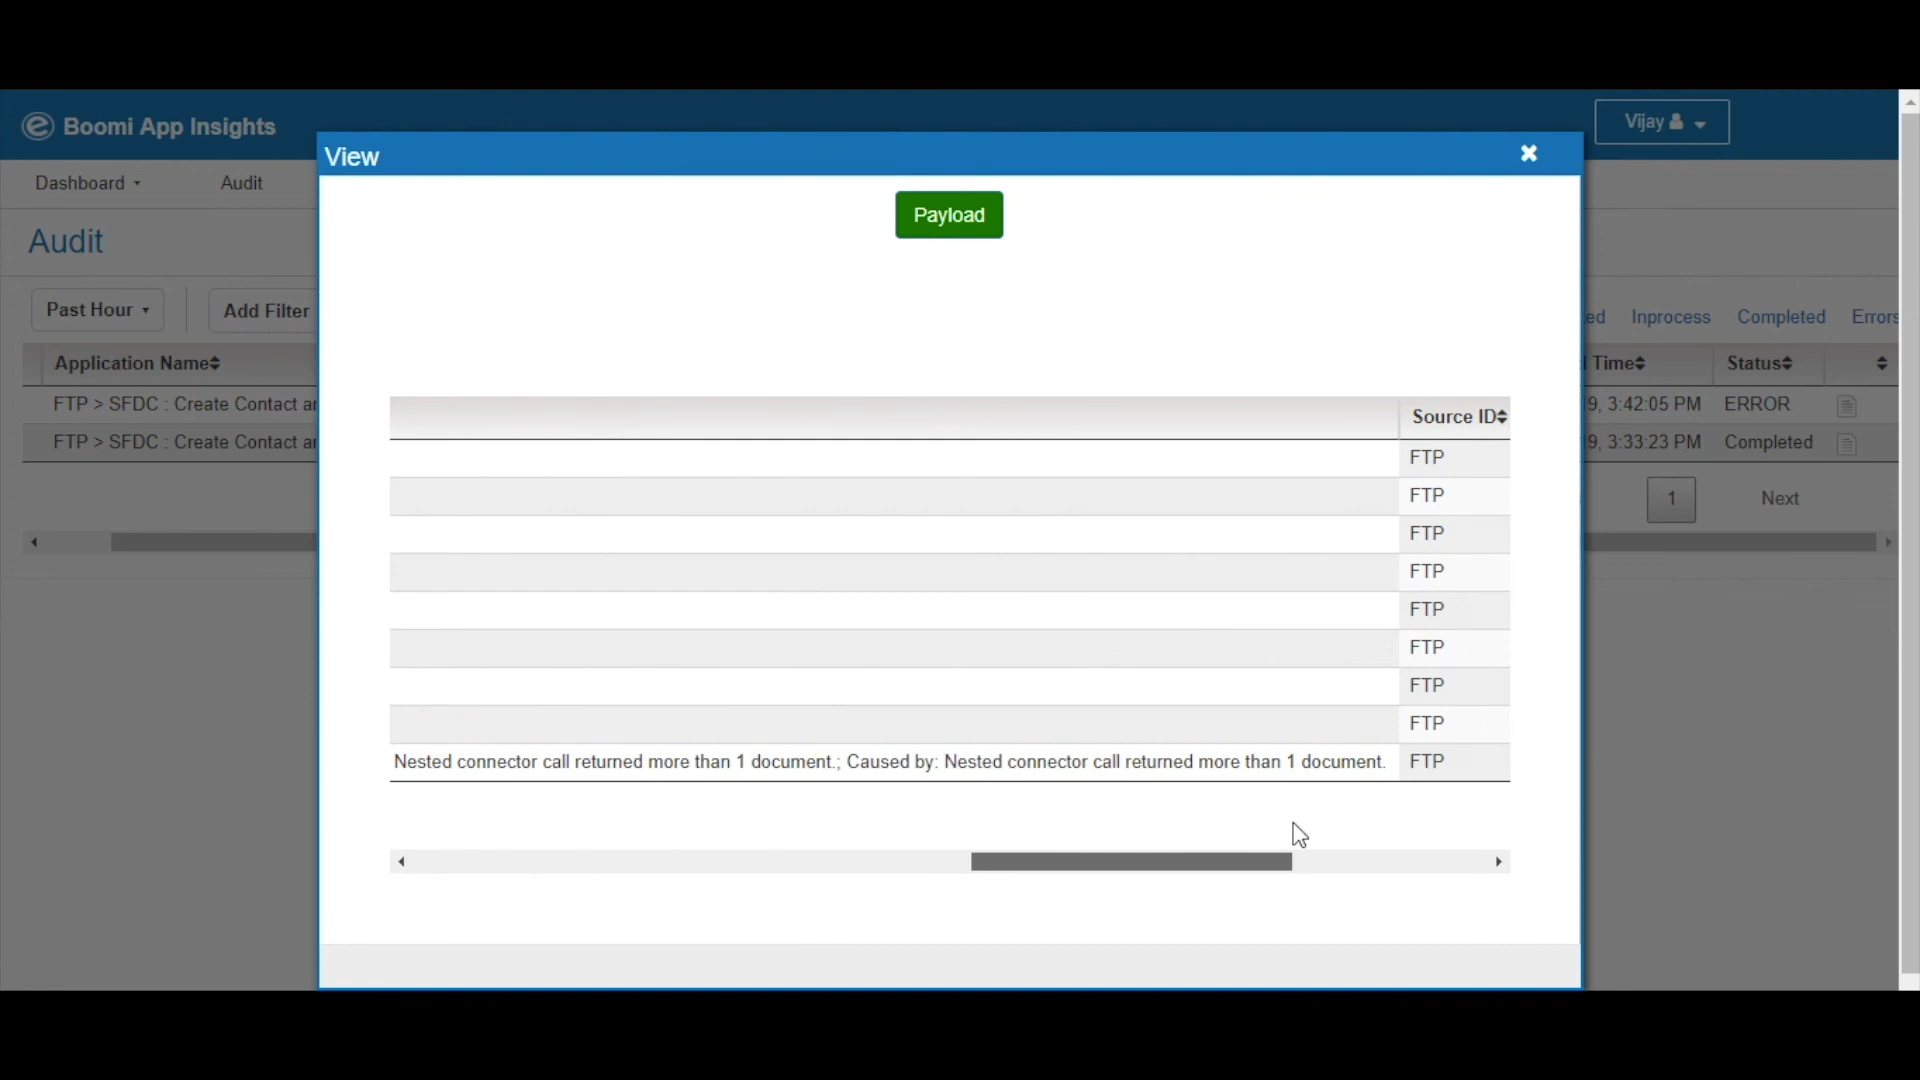 Boomi App Insights
Vijay
View
Dashboard
Audit
Payload
Audit
Past Hour
Add Filter
Inprocess
Completed
Errors
Application Name
Source ID
Time
Status
FTP > SFDC : Create Contact
3:42:05 PM
ERROR
FTP > SFDC : Create Contact
3:33:23 PM
Completed
FTP
FTP
1
Next
FTP
FTP
FTP
FTP
FTP
FTP
Nested connector call returned more than 1 document.; Caused by: Nested connector call returned more than 1 document.
FTP